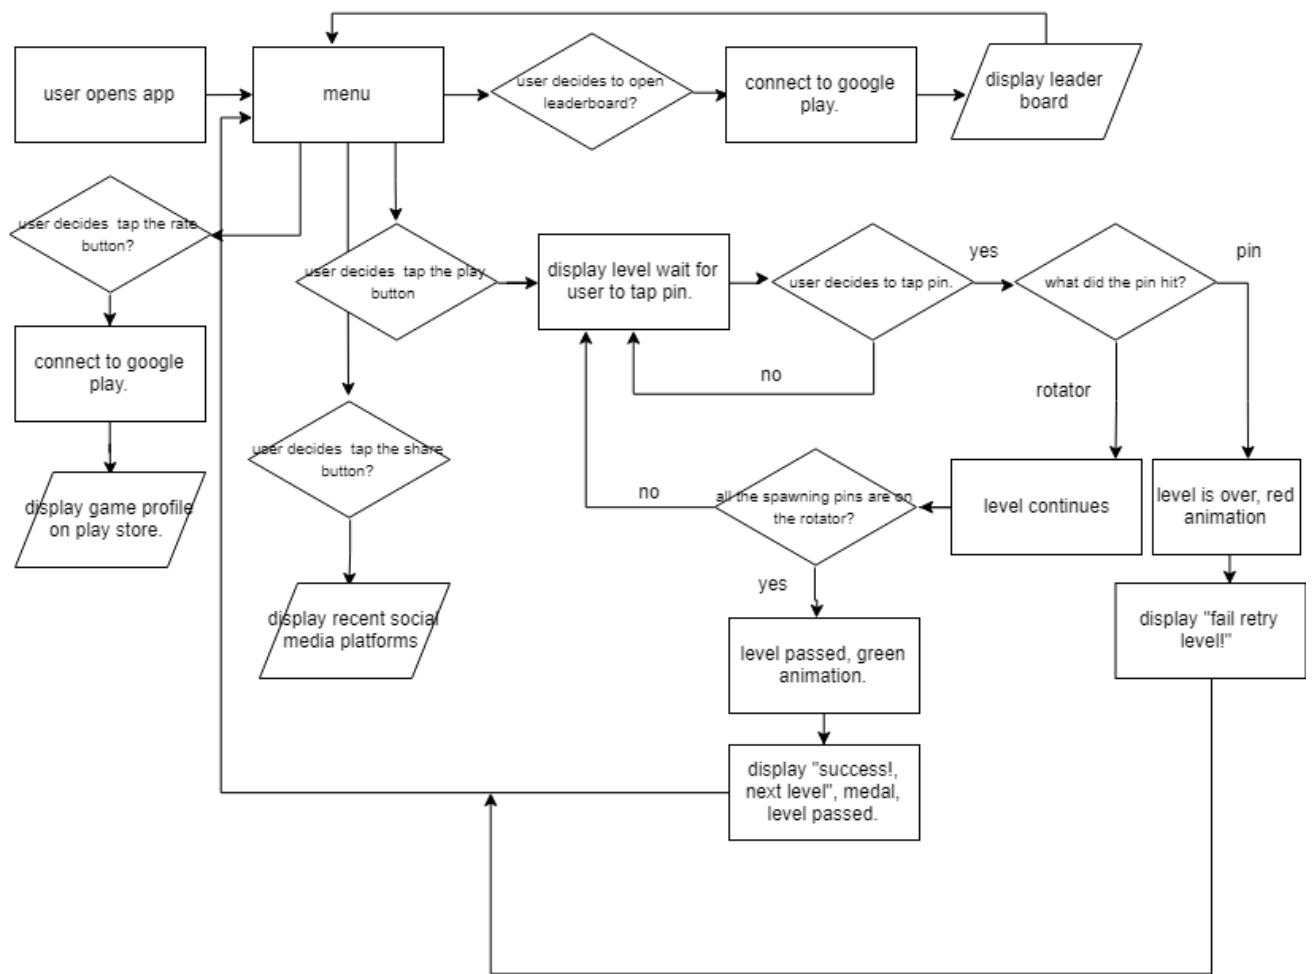 user opens app
menu
user decides to open
leaderboard?
connect to google
play.
display leader
board
user decides  tap the rate
button?
user decides  tap the play
button
display level wait for
user to tap pin.
user decides to tap pin.
yes
what did the pin hit?
pin
connect to google
play.
no
rotator
user decides  tap the share
button?
display game profile
on play store.
no
all the spawning pins are on
the rotator?
level continues
level is over, red
animation
yes
display recent social
media platforms
level passed, green
animation.
display "fail retry
level!"
display "success!,
next level", medal,
level passed.